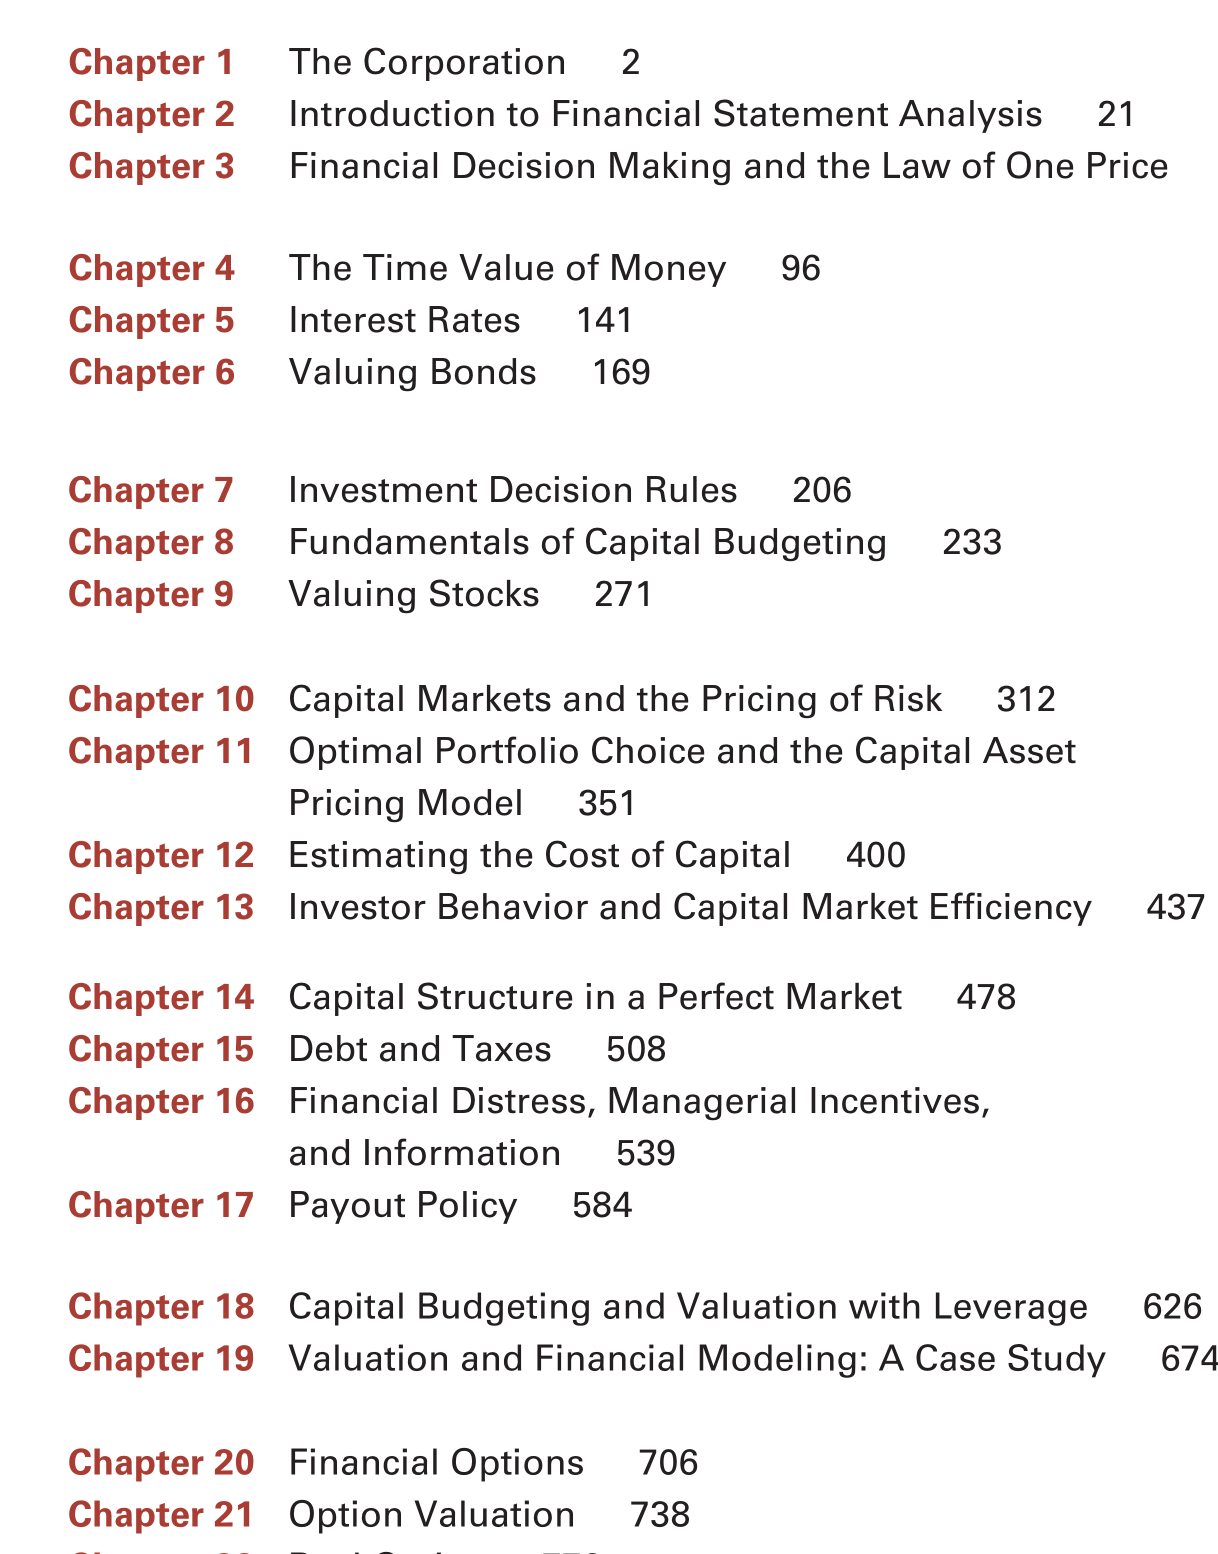 Chapter 1 The Corporation 2
Chapter 2 Introduction to Financial Statement Analysis 21
Chapter 3 Financial Decision Making and the Law of One Price
Chapter 4 The Time Value of Money 96
Chapter 5 Interest Rates 141
Chapter 6 Valuing Bonds 169
Chapter 7 Investment Decision Rules 206
Chapter 8 Fundamentals of Capital Budgeting 233
Chapter 9 Valuing Stocks 271
Chapter 10 Capital Markets and the Pricing of Risk 312
Chapter 11 Optimal Portfolio Choice and the Capital Asset
Pricing Model 351
Chapter 12 Estimating the Cost of Capital 400
Chapter 13 Investor Behavior and Capital Market Efficiency 437
Chapter 14 Capital Structure in a Perfect Market 478
Chapter 15 Debt and Taxes 508
Chapter 16 Financial Distress, Managerial Incentives,
and Information 539
Chapter 17 Payout Policy 584
Chapter 18 Capital Budgeting and Valuation with Leverage 626
Chapter 19 Valuation and Financial Modeling: A Case Study 674
Chapter 20 Financial Options 706
Chapter 21 Option Valuation 738